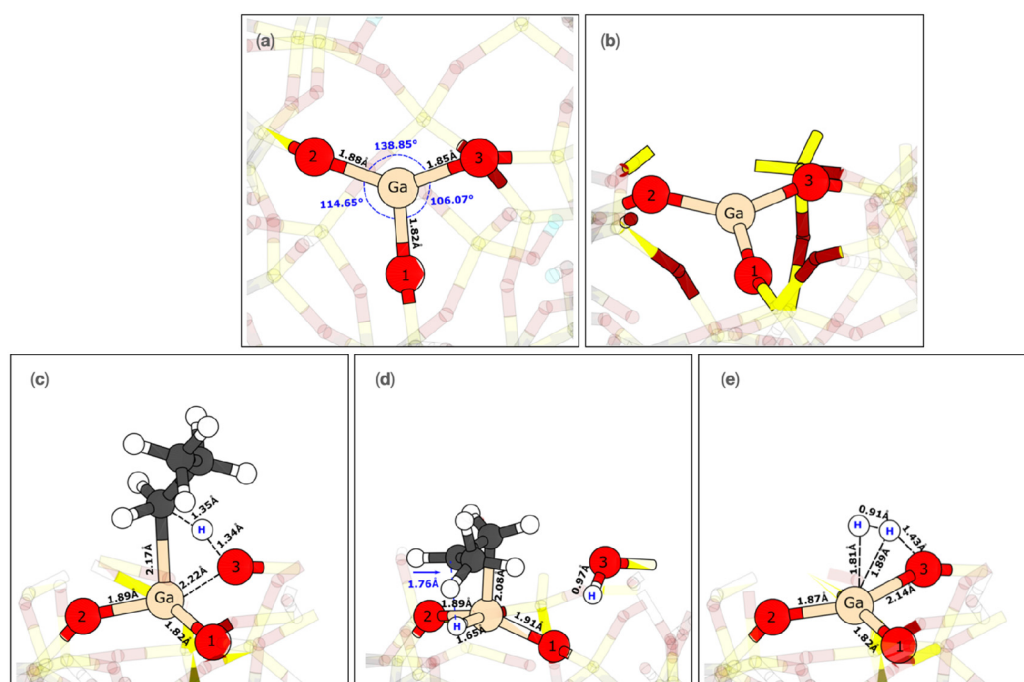 (a)
138.85°
2
1.88Å
1.85Å
3
Ga
114.65°
106.07°
1.82Å
1
(b)
2
3
Ga
1
(c)
1.35Å
H
1.34Å
2.17Å
2.22Å
3
1.89Å
Ga
2
1.82Å
1
(d)
3
0.97Å
H
1.76Å
2.08Å
2
1.89Å
H
1.65Å
1.91Å
1
(e)
0.91Å
H
H
1.43Å
1.81Å
1.89Å
3
1.87Å
2.14Å
Ga
2
1.82Å
1